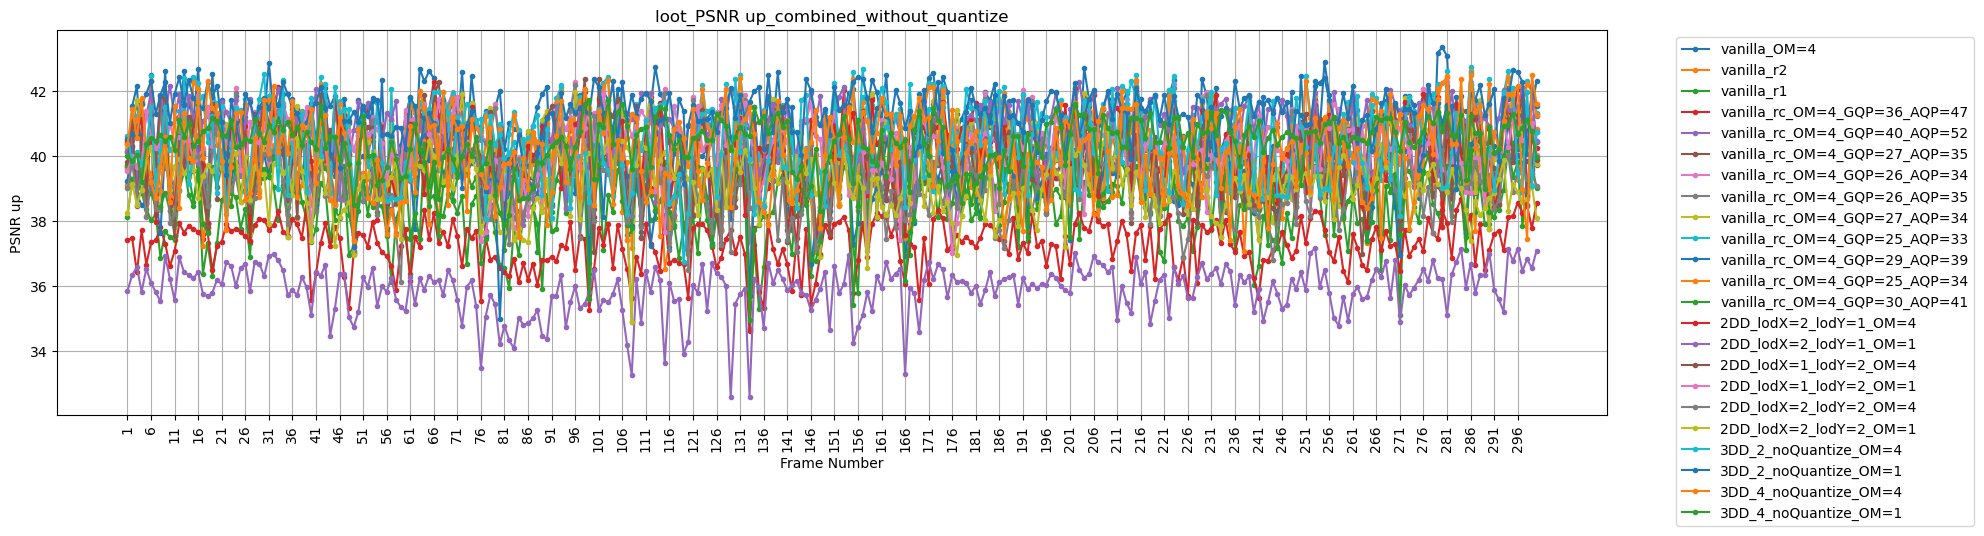 loot_PSNR up_combined_without_quantize
PSNR up
42
40
38
36
34
1 6 11 16 21 26 31 36 41 46 51 56 61 66 71 76 81 86 91 96 101 106 111 116 121 126 131 136 141 146 151 156 161 166 171 176 181 186 191 196 201 206 211 216 221 226 231 236 241 246 251 256 261 266 271 276 281 286 291 296
Frame Number
vanilla_OM=4
vanilla_r2
vanilla_r1
vanilla_rc_OM=4_GQP=36_AQP=47
vanilla_rc_OM=4_GQP=40_AQP=52
vanilla_rc_OM=4_GQP=27_AQP=35
vanilla_rc_OM=4_GQP=26_AQP=34
vanilla_rc_OM=4_GQP=26_AQP=35
vanilla_rc_OM=4_GQP=27_AQP=34
vanilla_rc_OM=4_GQP=25_AQP=33
vanilla_rc_OM=4_GQP=29_AQP=39
vanilla_rc_OM=4_GQP=25_AQP=34
vanilla_rc_OM=4_GQP=30_AQP=41
2DD_lodX=2_lodY=1_OM=4
2DD_lodX=2_lodY=1_OM=1
2DD_lodX=1_lodY=2_OM=4
2DD_lodX=1_lodY=2_OM=1
2DD_lodX=2_lodY=2_OM=4
2DD_lodX=2_lodY=2_OM=1
3DD_2_noQuantize_OM=4
3DD_2_noQuantize_OM=1
3DD_4_noQuantize_OM=4
3DD_4_noQuantize_OM=1